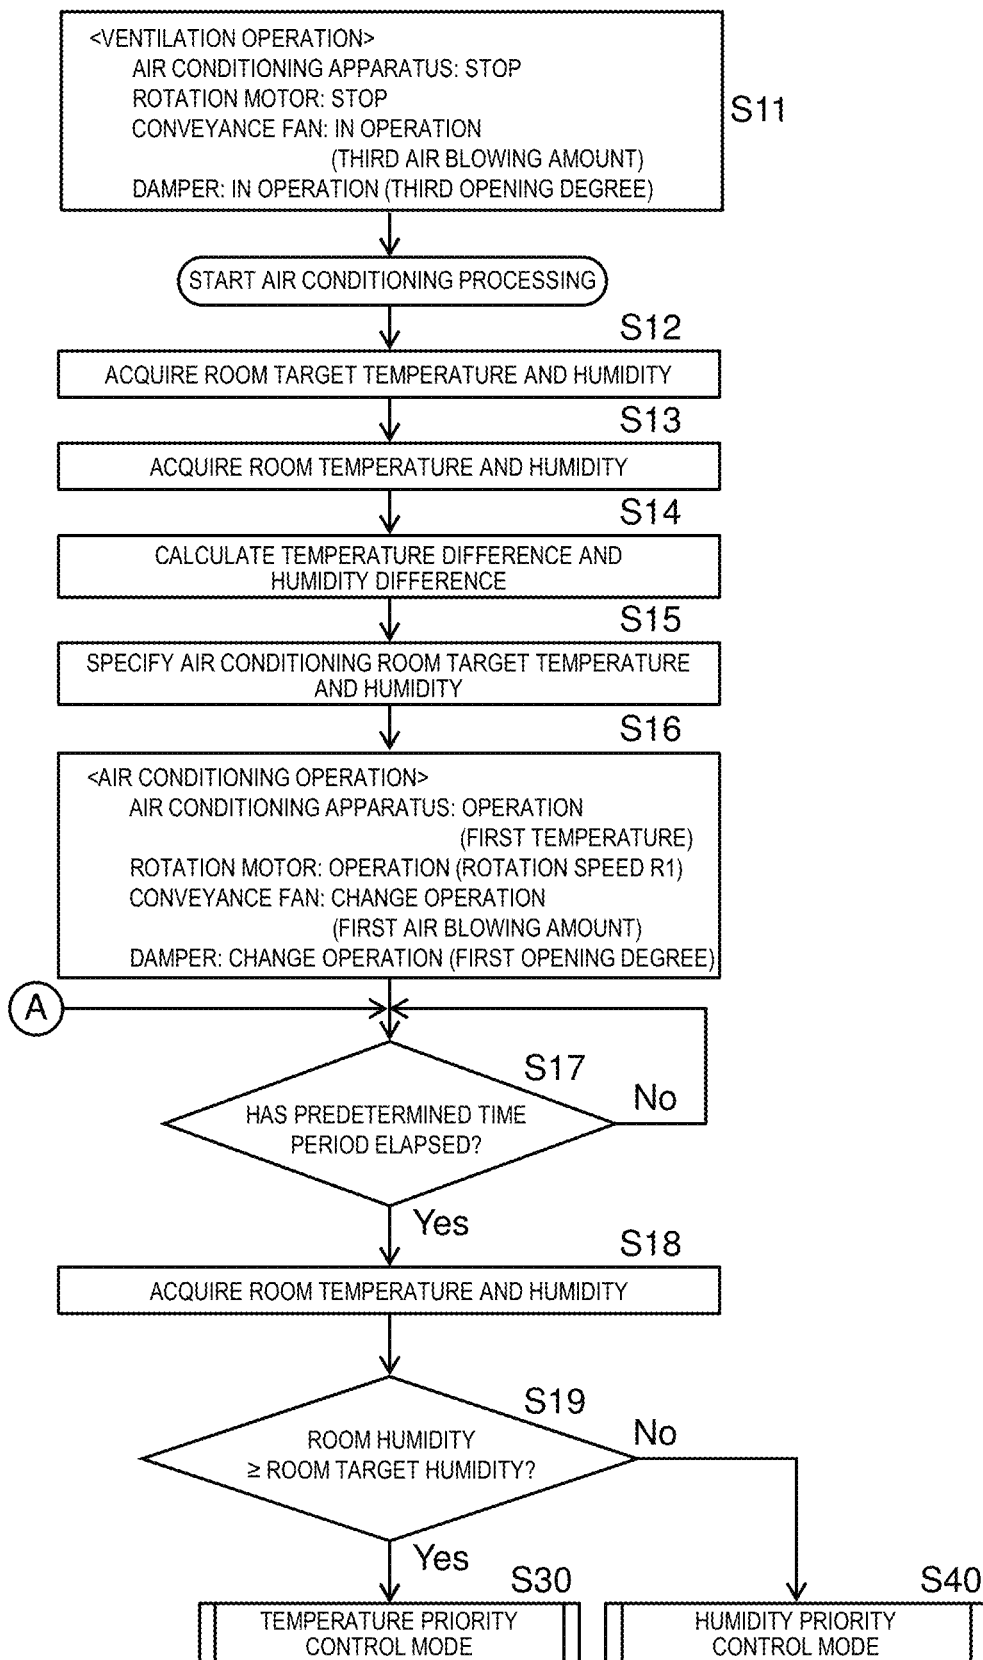 <VENTILATION OPERATION>
AIR CONDITIONING APPARATUS: STOP
ROTATION MOTOR: STOP
CONVEYANCE FAN: IN OPERATION
(THIRD AIR BLOWING AMOUNT)
DAMPER: IN OPERATION (THIRD OPENING DEGREE)
S11
START AIR CONDITIONING PROCESSING
S12
ACQUIRE ROOM TARGET TEMPERATURE AND HUMIDITY
S13
ACQUIRE ROOM TEMPERATURE AND HUMIDITY
S14
CALCULATE TEMPERATURE DIFFERENCE AND
HUMIDITY DIFFERENCE
S15
SPECIFY AIR CONDITIONING ROOM TARGET TEMPERATURE
AND HUMIDITY
S16
<AIR CONDITIONING OPERATION>
AIR CONDITIONING APPARATUS: OPERATION
(FIRST TEMPERATURE)
ROTATION MOTOR: OPERATION (ROTATION SPEED R1)
CONVEYANCE FAN: CHANGE OPERATION
(FIRST AIR BLOWING AMOUNT)
DAMPER: CHANGE OPERATION (FIRST OPENING DEGREE)
A
S17
HAS PREDETERMINED TIME
PERIOD ELAPSED?
No
Yes
S18
ACQUIRE ROOM TEMPERATURE AND HUMIDITY
S19
ROOM HUMIDITY
≥ ROOM TARGET HUMIDITY?
No
Yes
S30
TEMPERATURE PRIORITY
CONTROL MODE
S40
HUMIDITY PRIORITY
CONTROL MODE